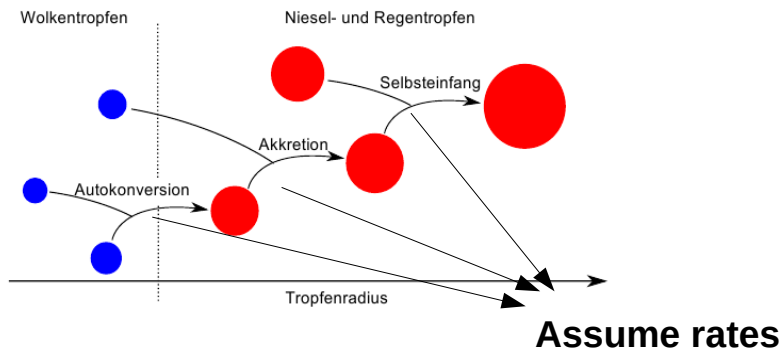 Wolkentropfen
Niesel- und Regentropfen
Selbsteinfang
Akkretion
Autokonversion
Tropfenradius
Assume rates